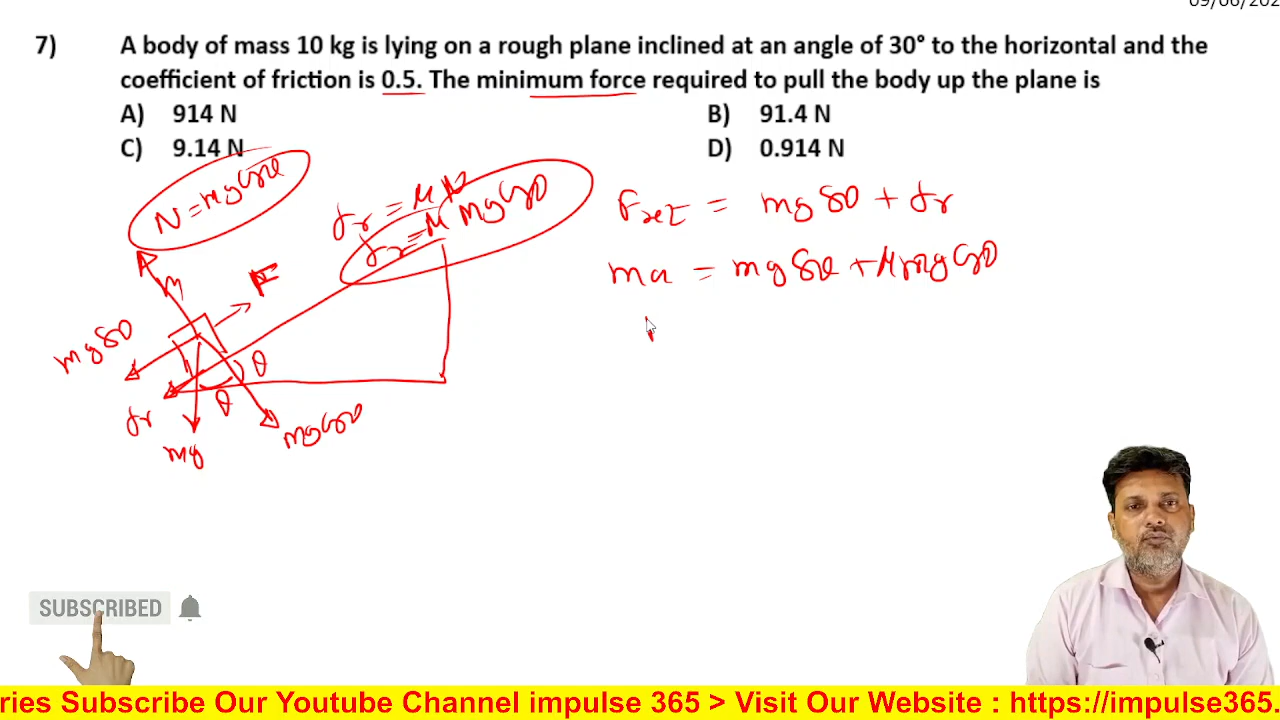 09/06/202
7) A body of mass 10 kg is lying on a rough plane inclined at an angle of 30° to the horizontal and the
coefficient of friction is 0.5. The minimum force required to pull the body up the plane is
A) 914 N B) 91.4 N
C) 9.14 N D) 0.914 N
N = mg cosθ
fr = μ N
fr = μ mg cosθ
F
mg sinθ
θ
θ
fr
mg
mg cosθ
Fnet = mg sinθ + fr
ma = mg sinθ + μ mg cosθ
SUBSCRIBED
ries Subscribe Our Youtube Channel impulse 365 > Visit Our Website : https://impulse365.